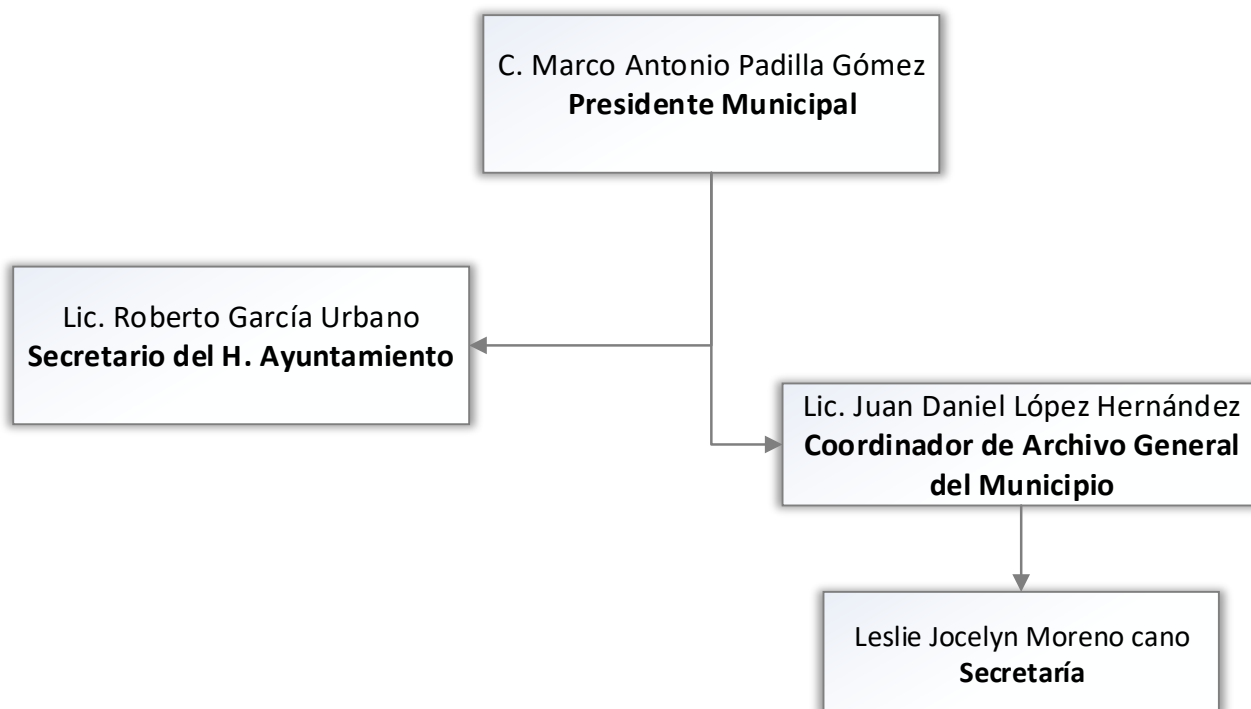 C. Marco Antonio Padilla Gómez
Presidente Municipal
Lic. Roberto García Urbano
Secretario del H. Ayuntamiento
Lic. Juan Daniel López Hernández
Coordinador de Archivo General
del Municipio
Leslie Jocelyn Moreno cano
Secretaría